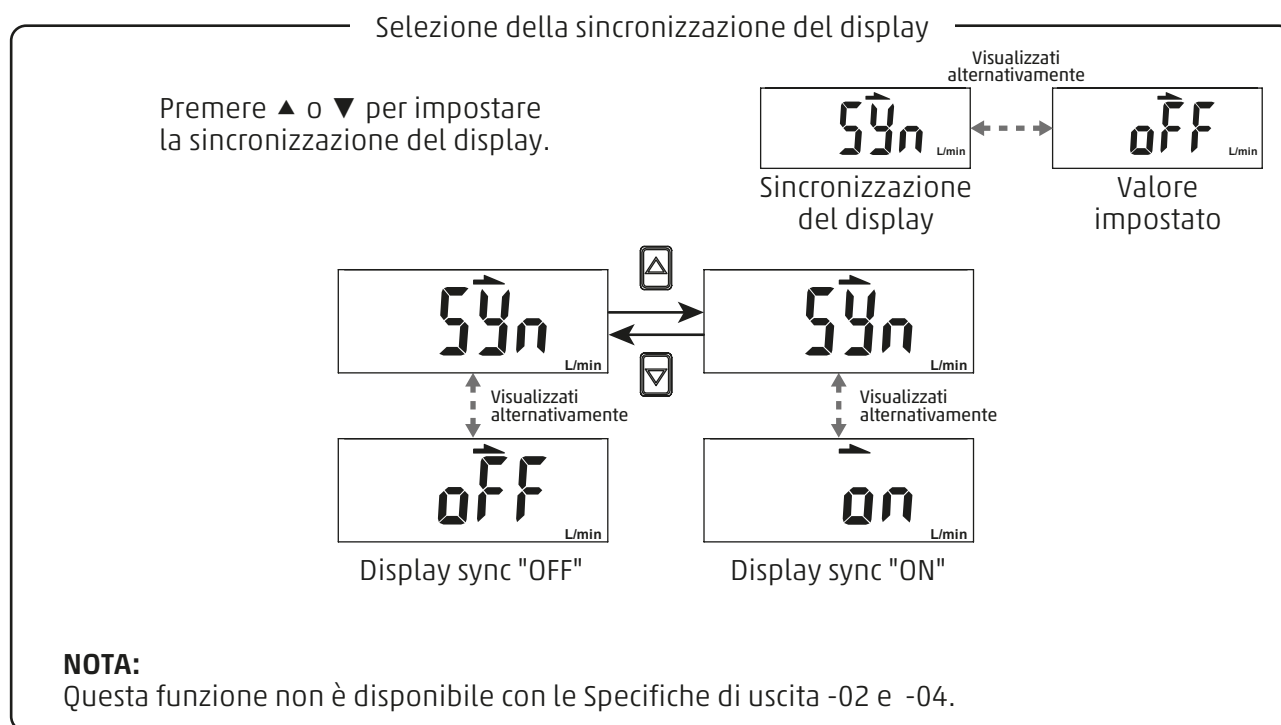 Selezione della sincronizzazione del display
Premere ▲ o ▼ per impostare
la sincronizzazione del display.
Visualizzati
alternativamente
SYn
L/min
oFF
L/min
Sincronizzazione
del display
Valore
impostato
SYn
L/min
SYn
L/min
Visualizzati
alternativamente
Visualizzati
alternativamente
oFF
L/min
on
L/min
Display sync "OFF"
Display sync "ON"
NOTA:
Questa funzione non è disponibile con le Specifiche di uscita -02 e -04.